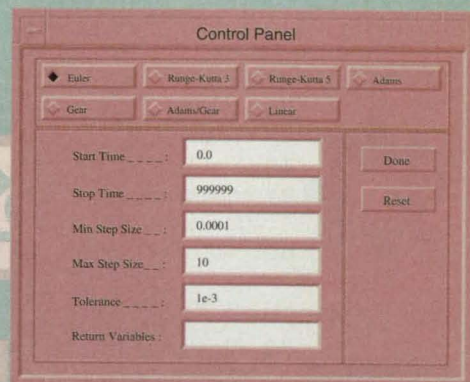 Control Panel
Euler Runge-Kutta 3 Runge-Kutta 5 Adams
Gear Adams/Gear Linear
Start Time _ _ _ _ : 0.0
Stop Time _ _ _ _ : 999999
Min Step Size _ _ : 0.0001
Max Step Size_ _ : 10
Tolerance _ _ _ _ : 1e-3
Return Variables :
Done
Reset